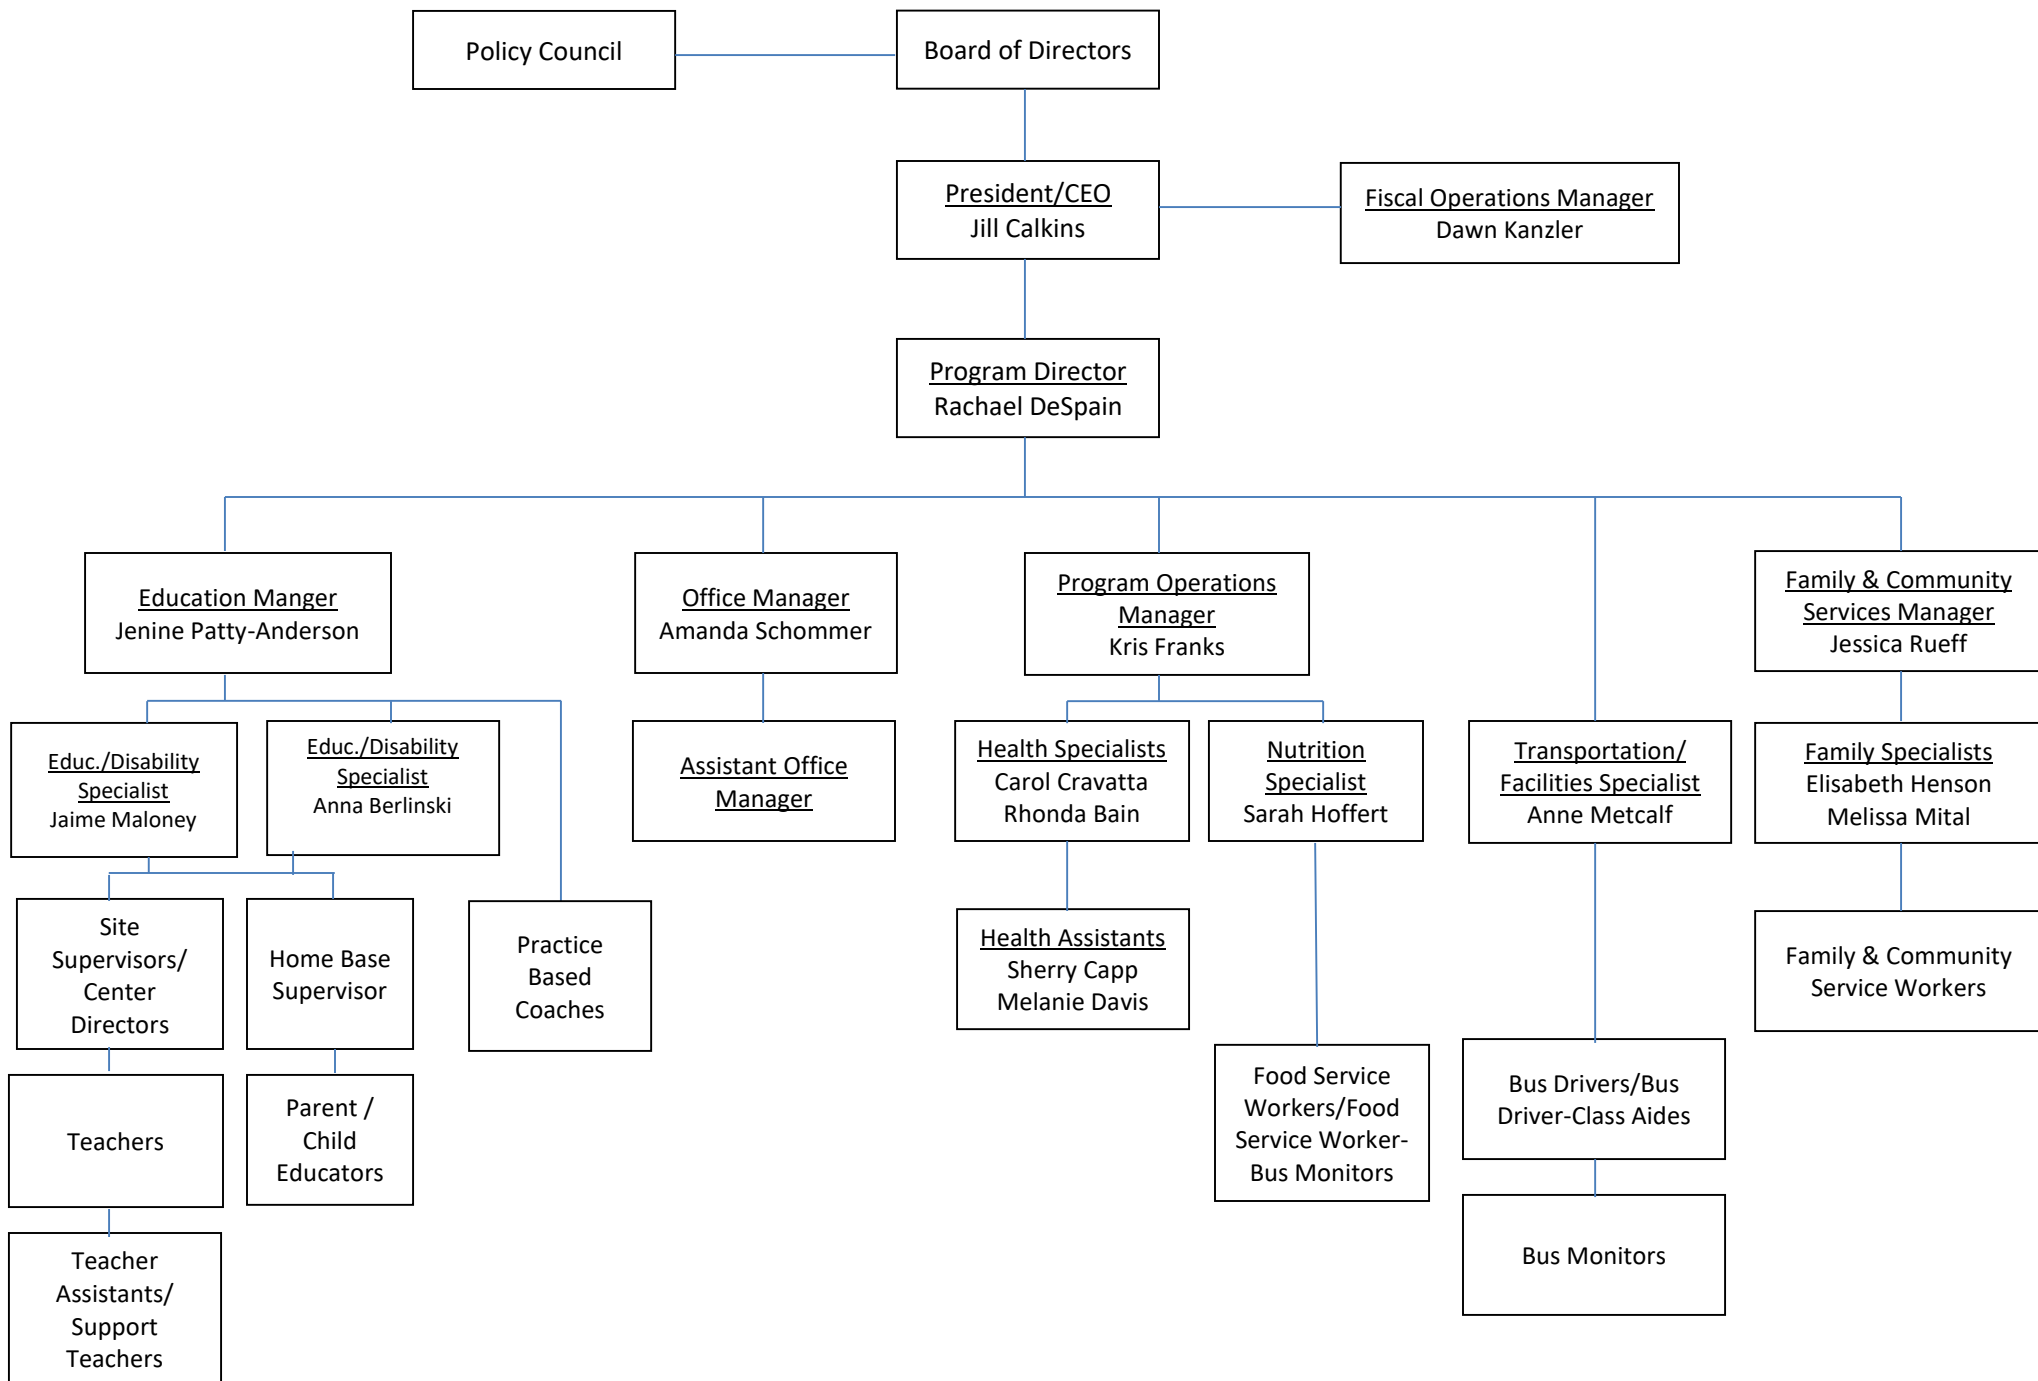 Policy Council
Board of Directors
President/CEO
Jill Calkins
Fiscal Operations Manager
Dawn Kanzler
Program Director
Rachael DeSpain
Education Manger
Jenine Patty-Anderson
Office Manager
Amanda Schommer
Program Operations
Manager
Kris Franks
Family & Community
Services Manager
Jessica Rueff
Educ./Disability
Specialist
Jaime Maloney
Educ./Disability
Specialist
Anna Berlinski
Assistant Office
Manager
Health Specialists
Carol Cravatta
Rhonda Bain
Nutrition
Specialist
Sarah Hoffert
Transportation/
Facilities Specialist
Anne Metcalf
Family Specialists
Elisabeth Henson
Melissa Mital
Site
Supervisors/
Center
Directors
Home Base
Supervisor
Practice
Based
Coaches
Health Assistants
Sherry Capp
Melanie Davis
Family & Community
Service Workers
Teachers
Parent /
Child
Educators
Food Service
Workers/Food
Service Worker-
Bus Monitors
Bus Drivers/Bus
Driver-Class Aides
Teacher
Assistants/
Support
Teachers
Bus Monitors